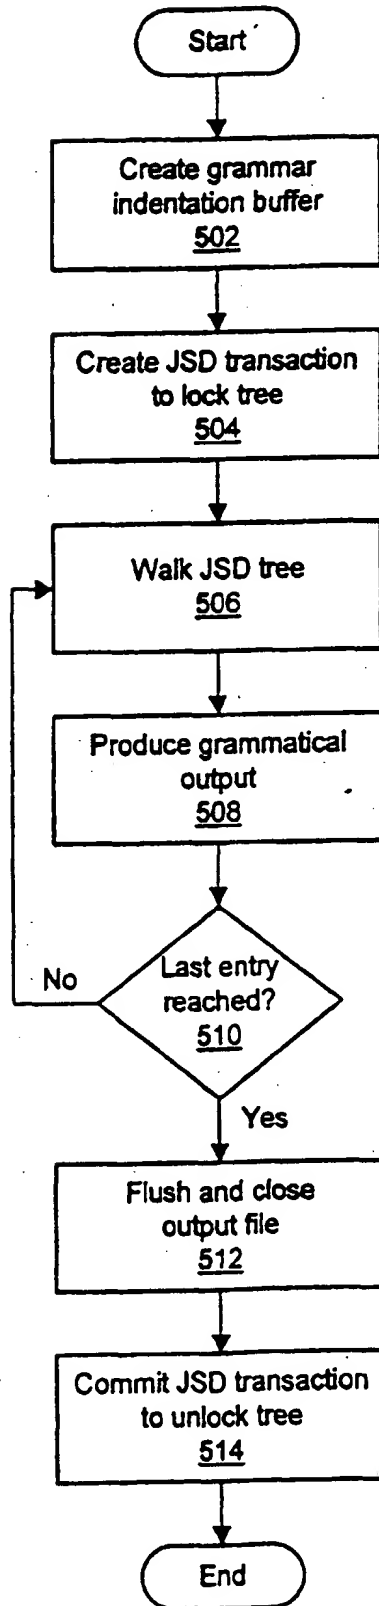 Start
Create grammar
indentation buffer
502
Create JSD transaction
to lock tree
504
Walk JSD tree
506
Produce grammatical
output
508
Last entry
reached?
510
No
Yes
Flush and close
output file
512
Commit JSD transaction
to unlock tree
514
End